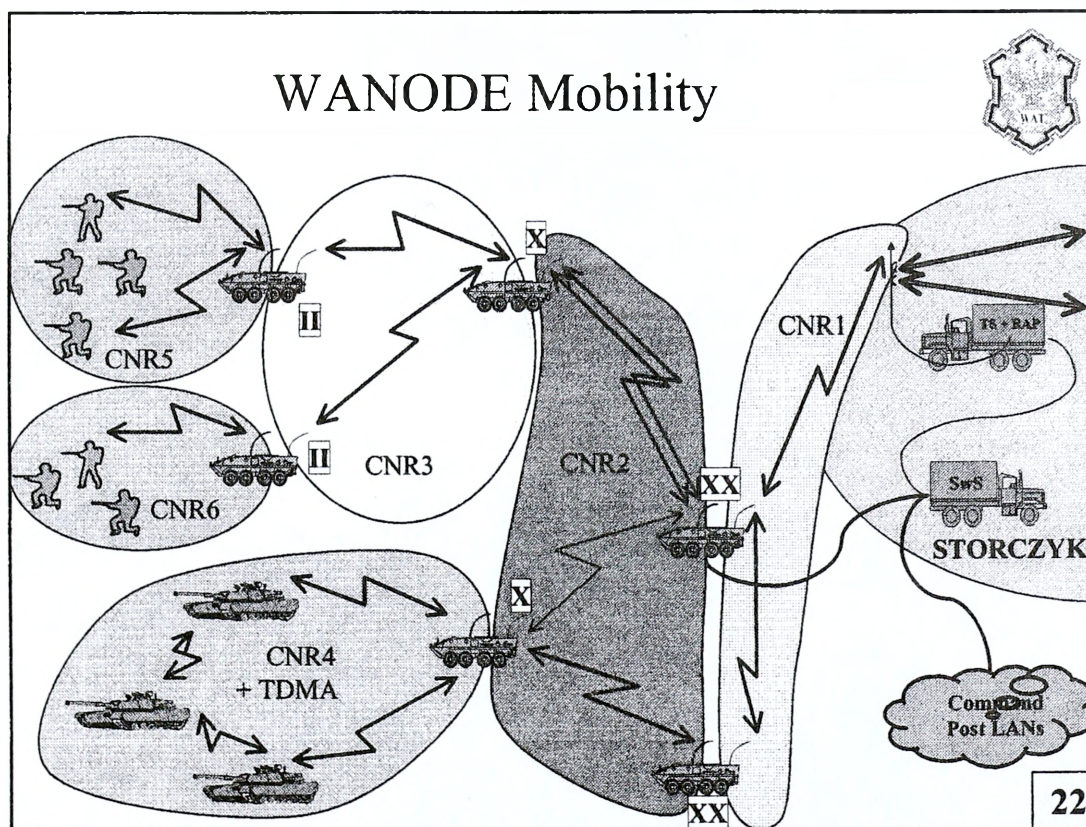 WANODE Mobility
WAT
X
CNR1
TS + RAP
II
CNR5
II
CNR3
CNR2
XX
CNR6
SwS
STORCZYK
X
CNR4
+ TDMA
Command
Post LANs
XX
22